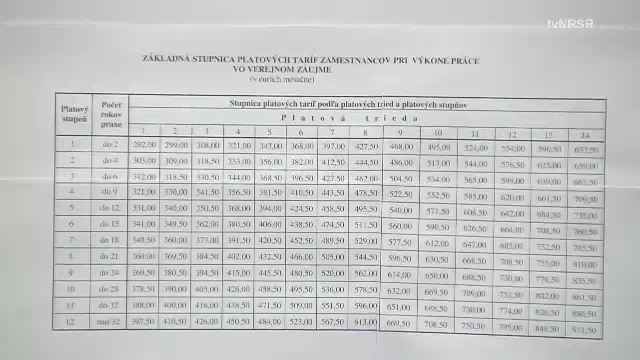 tvNRSR
ZÁKLADNÁ STUPNICA PLATOVÝCH TARÍF ZAMESTNANCOV PRI VÝKONE PRÁCE
VO VEREJNOM ZÁUJME
(v eurách mesačne)
Platový stupeň Počet rokov praxe Stupnica platových taríf podľa platových tried a platových stupňov
Platová trieda
1 2 3 4 5 6 7 8 9 10 11 12 13 14
1 do 2 292,00 299,00 308,00 321,00 342,00 368,00 397,00 427,50 468,00 495,00 524,00 554,00 590,50 633,50
2 do 4 303,00 309,00 318,50 333,00 356,00 382,00 412,50 444,50 486,00 513,00 544,00 576,50 615,00 659,00
3 do 6 312,00 318,50 330,50 344,00 368,50 396,50 427,50 462,00 504,50 534,00 565,00 599,00 639,00
4 do 9 321,00 330,00 341,50 356,50 381,50 410,50 443,50 478,50 522,50 552,50 585,00 620,00 661,50 709,50
5 do 12 331,00 340,00 350,50 368,00 394,00 424,50 458,50 495,50 540,00 571,50 606,50 642,00 684,50 735,00
6 do 15 341,00 349,50 362,00 380,50 406,00 438,50 474,50 511,50 560,00 590,50 626,50 664,00 708,50 760,50
7 do 18 340,50 360,00 373,00 391,50 420,50 452,50 489,50 529,00 577,50 612,00 647,00 685,00 732,50 785,50
8 do 21 360,00 369,50 384,50 402,00 432,50 466,00 505,00 544,50 596,50 630,50 668,50 708,50 755,00 810,00
9 do 24 369,50 380,50 394,50 415,00 445,50 480,50 520,00 562,00 614,00 650,00 688,50 730,00 835,50
10 do 28 378,50 390,00 405,00 426,00 458,50 495,50 536,00 578,50 632,00 669,50 709,00 751,50 802,00 861,50
11 do 32 388,00 400,00 416,00 438,50 471,50 509,00 551,50 596,00 651,00 688,50 730,00 774,00 826,50
12 nad 32 397,50 410,50 426,00 450,50 484,00 523,00 567,50 613,00 669,50 708,50 750,50 795,00 848,50 911,50